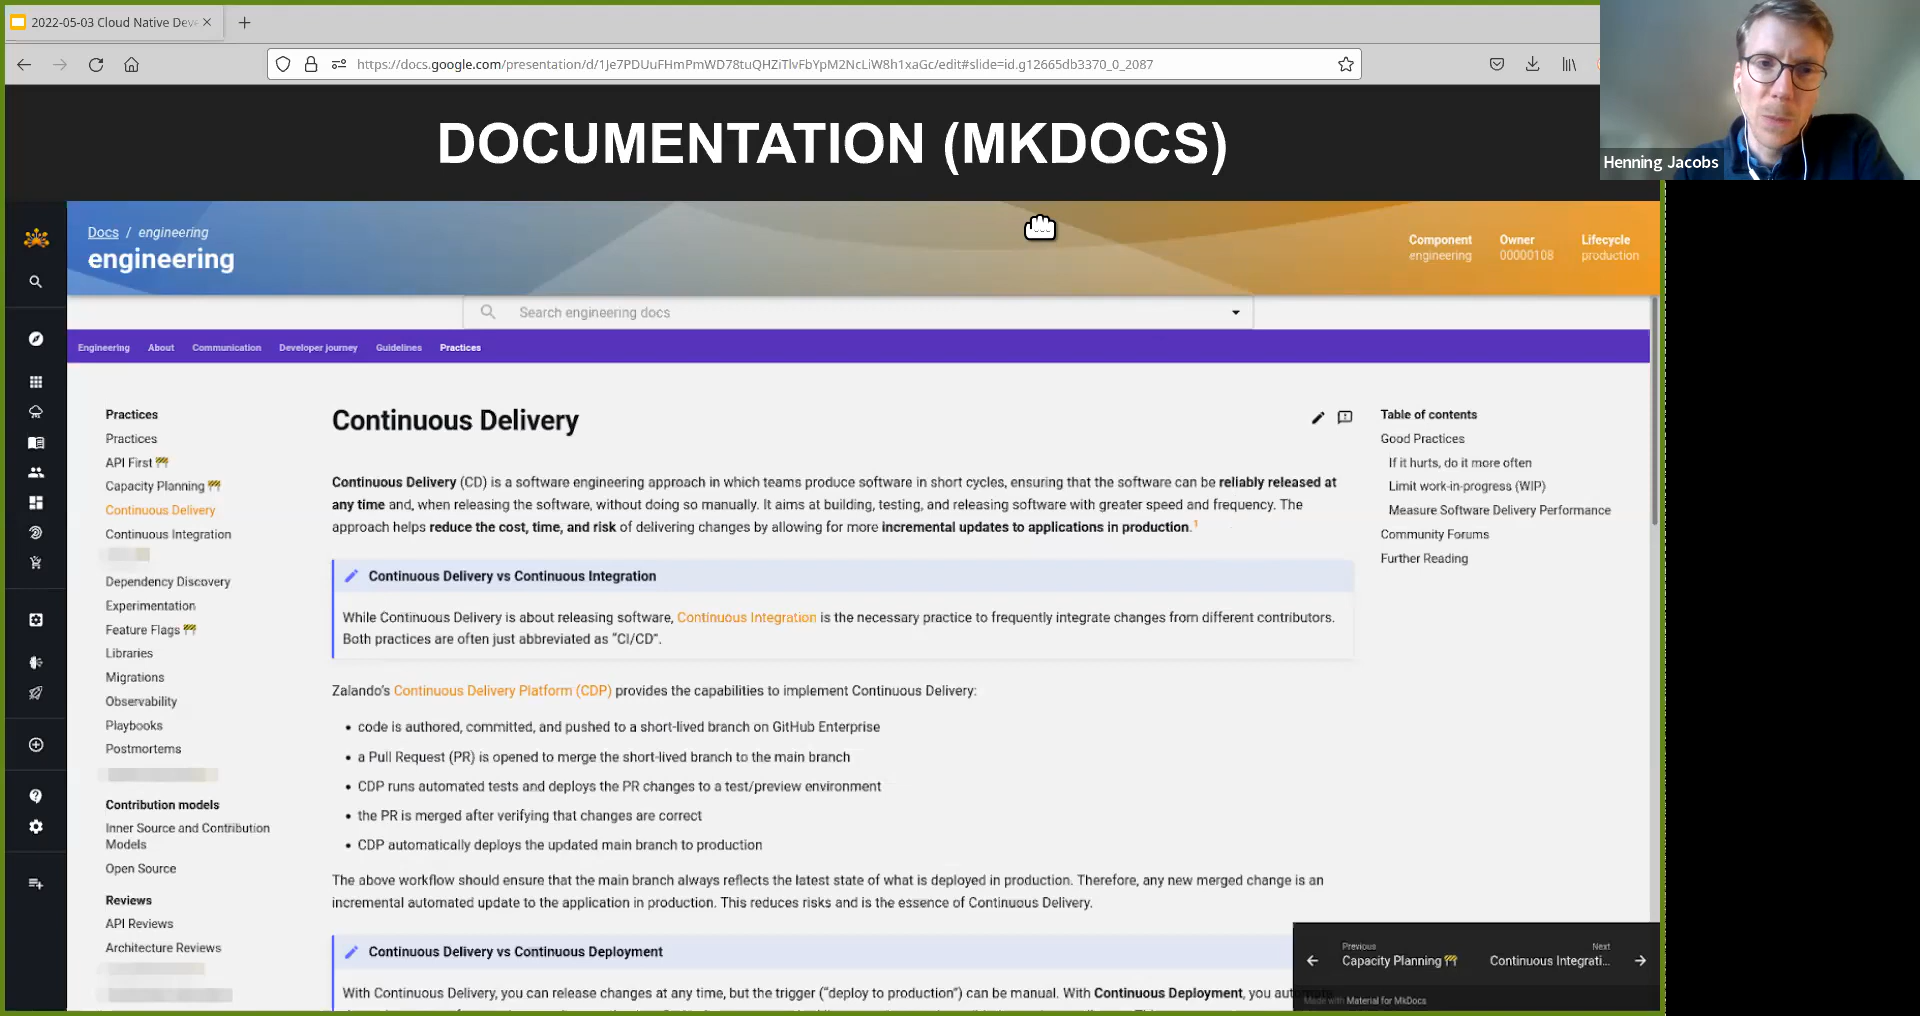 2022-05-03 Cloud Native Dev
https://docs.google.com/presentation/d/1Je7PDUuFHmPmWD78tuQHZiTlvFbYpM2NcLiW8h1xaGc/edit#slide=id.g12665db3370_0_2087
Henning Jacobs
DOCUMENTATION (MKDOCS)
Docs / engineering
engineering
Component
engineering
Owner
00000108
Lifecycle
production
Search engineering docs
Engineering About Communication Developer journey Guidelines Practices
Practices
Practices
API First
Capacity Planning
Continuous Delivery
Continuous Integration
Dependency Discovery
Experimentation
Feature Flags
Libraries
Migrations
Observability
Playbooks
Postmortems
Contribution models
Inner Source and Contribution
Models
Open Source
Reviews
API Reviews
Architecture Reviews
Continuous Delivery
Continuous Delivery (CD) is a software engineering approach in which teams produce software in short cycles, ensuring that the software can be reliably released at
any time and, when releasing the software, without doing so manually. It aims at building, testing, and releasing software with greater speed and frequency. The
approach helps reduce the cost, time, and risk of delivering changes by allowing for more incremental updates to applications in production.1
Continuous Delivery vs Continuous Integration
While Continuous Delivery is about releasing software, Continuous Integration is the necessary practice to frequently integrate changes from different contributors.
Both practices are often just abbreviated as “CI/CD”.
Zalando's Continuous Delivery Platform (CDP) provides the capabilities to implement Continuous Delivery:
• code is authored, committed, and pushed to a short-lived branch on GitHub Enterprise
• a Pull Request (PR) is opened to merge the short-lived branch to the main branch
• CDP runs automated tests and deploys the PR changes to a test/preview environment
• the PR is merged after verifying that changes are correct
• CDP automatically deploys the updated main branch to production
The above workflow should ensure that the main branch always reflects the latest state of what is deployed in production. Therefore, any new merged change is an
incremental automated update to the application in production. This reduces risks and is the essence of Continuous Delivery.
Continuous Delivery vs Continuous Deployment
With Continuous Delivery, you can release changes at any time, but the trigger (“deploy to production”) can be manual. With Continuous Deployment, you
Table of contents
Good Practices
If it hurts, do it more often
Limit work-in-progress (WIP)
Measure Software Delivery Performance
Community Forums
Further Reading
Previous
Capacity Planning
Next
Continuous Integrati...
Made with Material for MkDocs